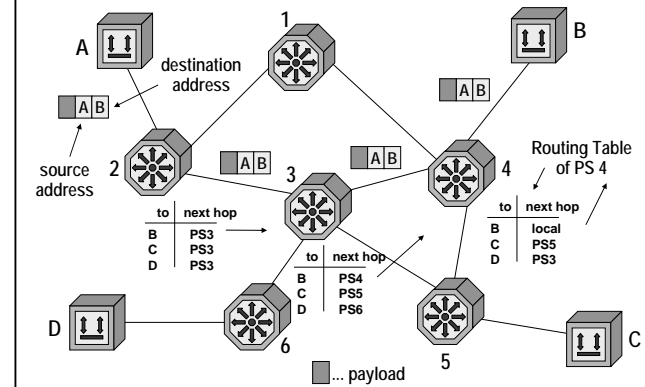 1
A
B
destination
address
A B
A B
source
address
2
A B
3
A B
4
Routing Table
of PS 4
to next hop
B PS3
C PS3
D PS3
to next hop
B PS4
C PS5
D PS6
to next hop
B local
C PS5
D PS3
D
6
5
C
... payload